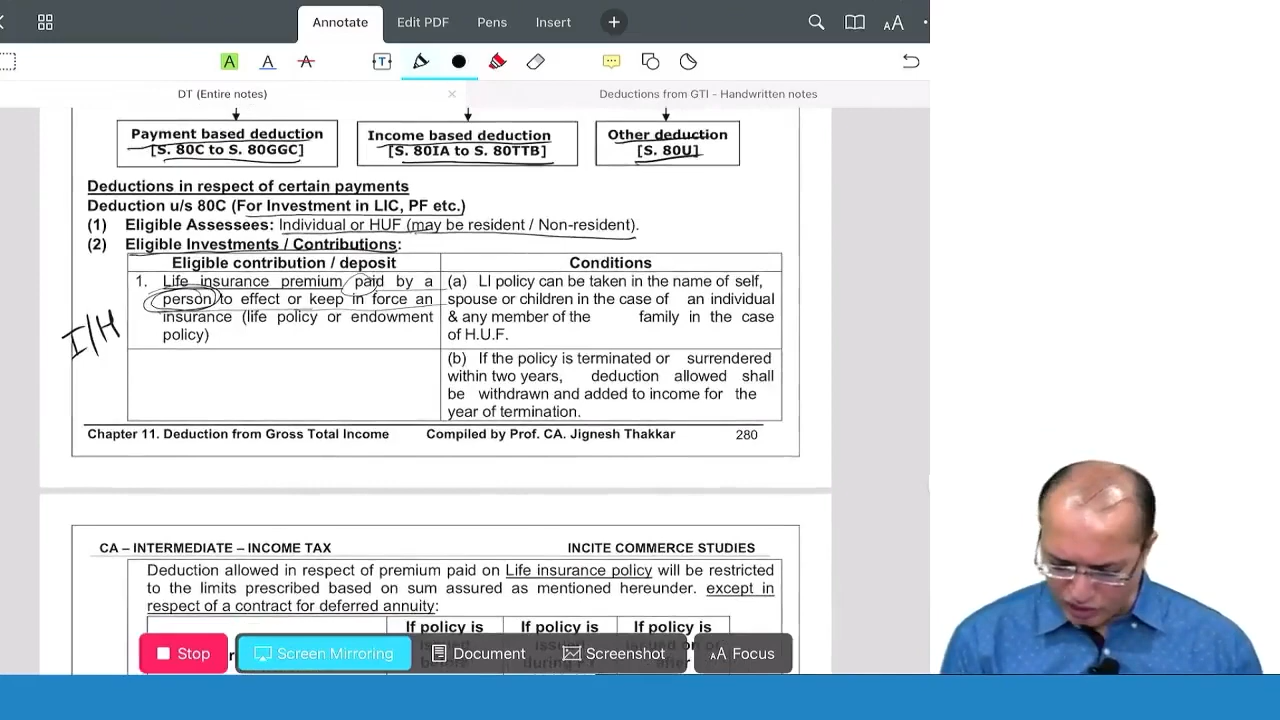 Annotate Edit PDF Pens Insert
DT (Entire notes) Deductions from GTI - Handwritten notes
Payment based deduction
[S. 80C to S. 80GGC]
Income based deduction
[S. 80IA to S. 80TTB]
Other deduction
[S. 80U]
Deductions in respect of certain payments
Deduction u/s 80C (For Investment in LIC, PF etc.)
(1) Eligible Assessees: Individual or HUF (may be resident / Non-resident).
(2) Eligible Investments / Contributions:
Eligible contribution / deposit
Conditions
1. Life insurance premium paid by a
person to effect or keep in force an
insurance (life policy or endowment
policy)
(a) LI policy can be taken in the name of self,
spouse or children in the case of an individual
& any member of the family in the case
of H.U.F.
I/H
(b) If the policy is terminated or surrendered
within two years, deduction allowed shall
be withdrawn and added to income for the
year of termination.
Chapter 11. Deduction from Gross Total Income Compiled by Prof. CA. Jignesh Thakkar 280
CA – INTERMEDIATE – INCOME TAX INCITE COMMERCE STUDIES
Deduction allowed in respect of premium paid on Life insurance policy will be restricted
to the limits prescribed based on sum assured as mentioned hereunder. except in
respect of a contract for deferred annuity:
If policy is If policy is If policy is
Stop Screen Mirroring Document Screenshot Focus